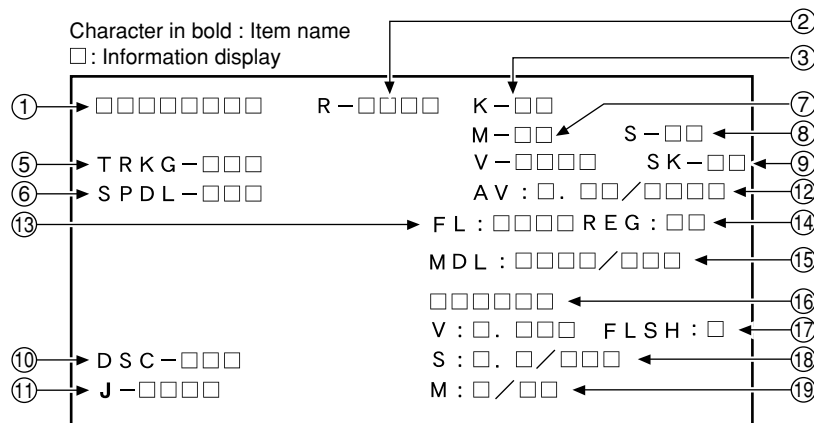 Character in bold : Item name
□ : Information display
② 
③
① □□□□□□□□ R－□□□□ K－□□
M－□□ ⑦
S－□□ ⑧
⑤ TRKG－□□□ V－□□□□ SK－□□ ⑨
⑥ SPDL－□□□ AV : □. □□／□□□□ ⑫
⑬ FL : □□□□ REG : □□ ⑭
MDL : □□□□／□□□ ⑮
□□□□□□ ⑯
V : □. □□□ FLSH : □ ⑰
⑩ DSC－□□□ S : □. □／□□□ ⑱
⑪ J－□□□□ M : □／□□ ⑲